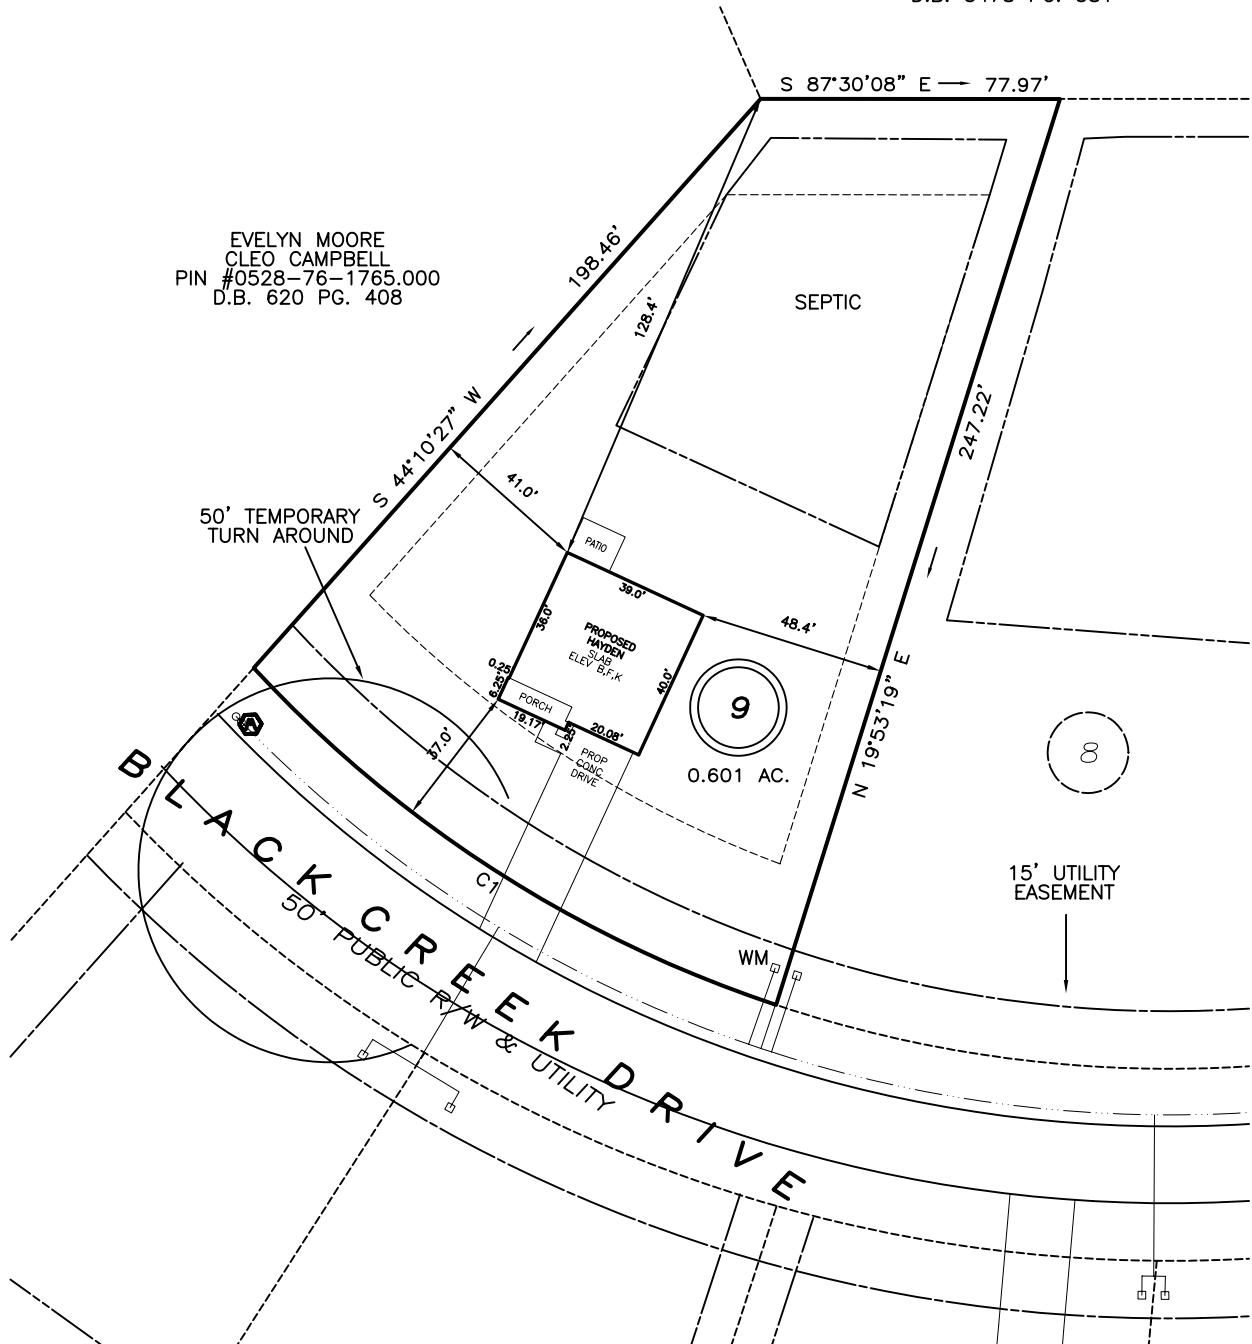 S 87°30'08" E 77.97'
EVELYN MOORE
CLEO CAMPBELL
PIN #0528-76-1765.000
D.B. 620 PG. 408
198.46'
128.4'
SEPTIC
S 44°10'27" W
247.22'
41.0'
50' TEMPORARY
TURN AROUND
PATIO
39.0'
36.0'
PROPOSED
HAYDEN
SLAB
ELEV B,F,K
48.4'
40.0'
0.25
6.25'
PORCH
19.17'
20.08'
2.25'
37.0'
PROP
CONC
DRIVE
9
0.601 AC.
N 19°53'19" E
8
15' UTILITY
EASEMENT
C1
WM
BLACK CREEK DRIVE
50' PUBLIC R/W & UTILITY